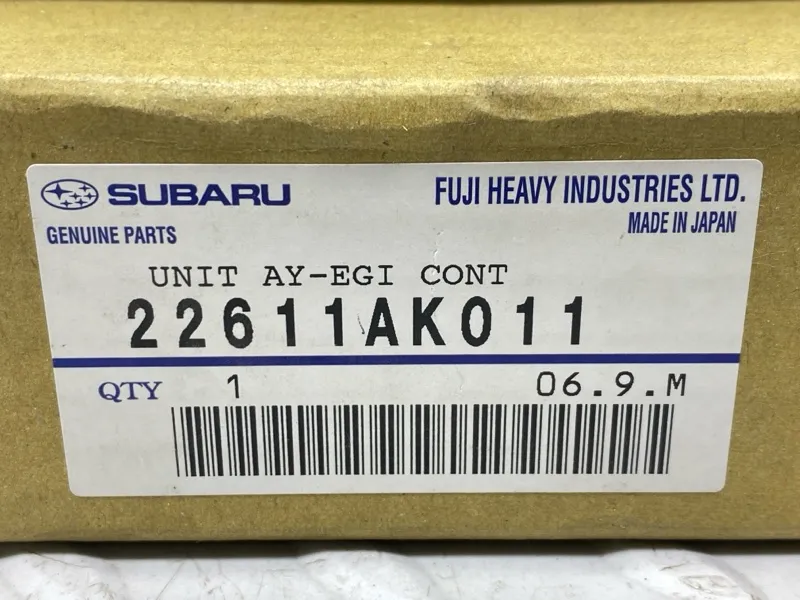 SUBARU
FUJI HEAVY INDUSTRIES LTD.
GENUINE PARTS
MADE IN JAPAN
UNIT AY-EGI CONT
22611AK011
QTY 1 06.9.M